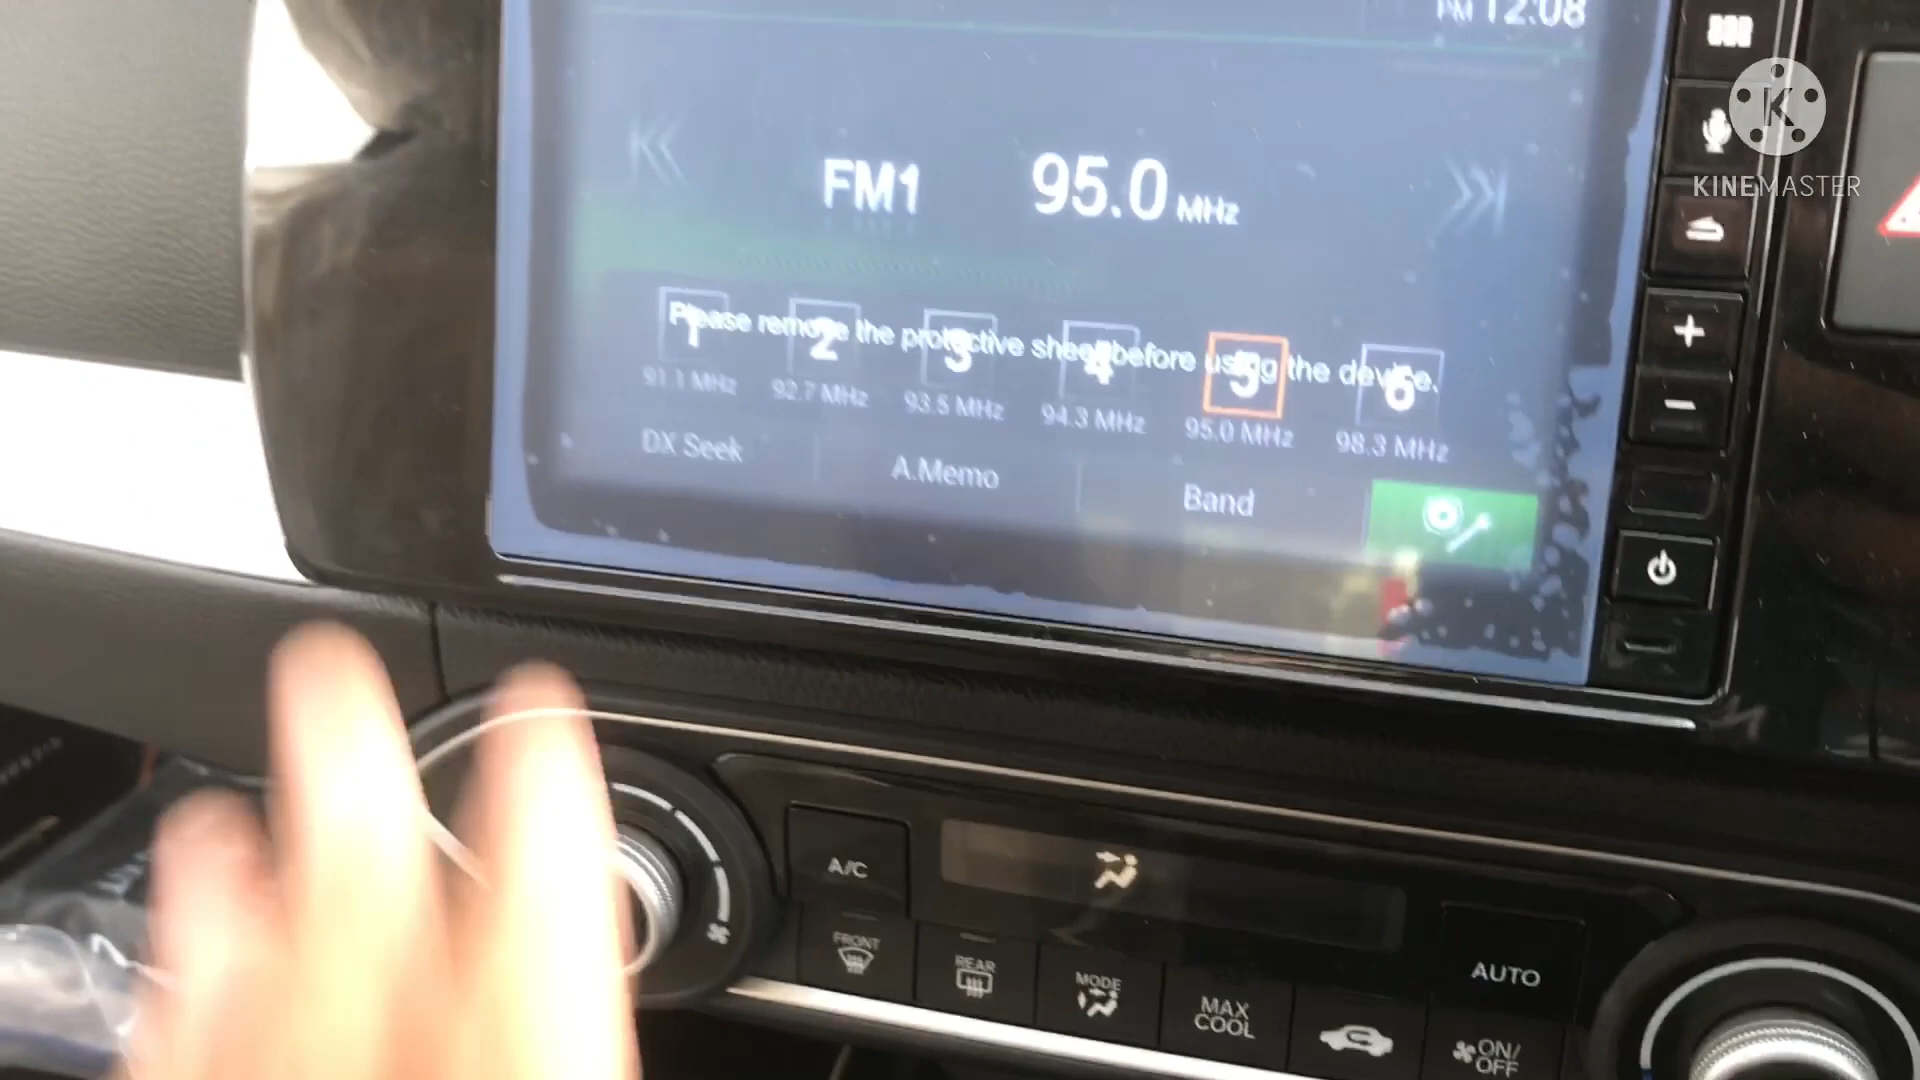 PM 12:08
FM1 95.0 MHz
Please remove the protective sheet before using the device.
1 2 3 4 5 6
91.1 MHz 92.7 MHz 93.5 MHz 94.3 MHz 95.0 MHz 98.3 MHz
DX Seek A.Memo Band
KINEMASTER
A/C
FRONT
REAR
MODE
MAX
COOL
AUTO
ON/
OFF